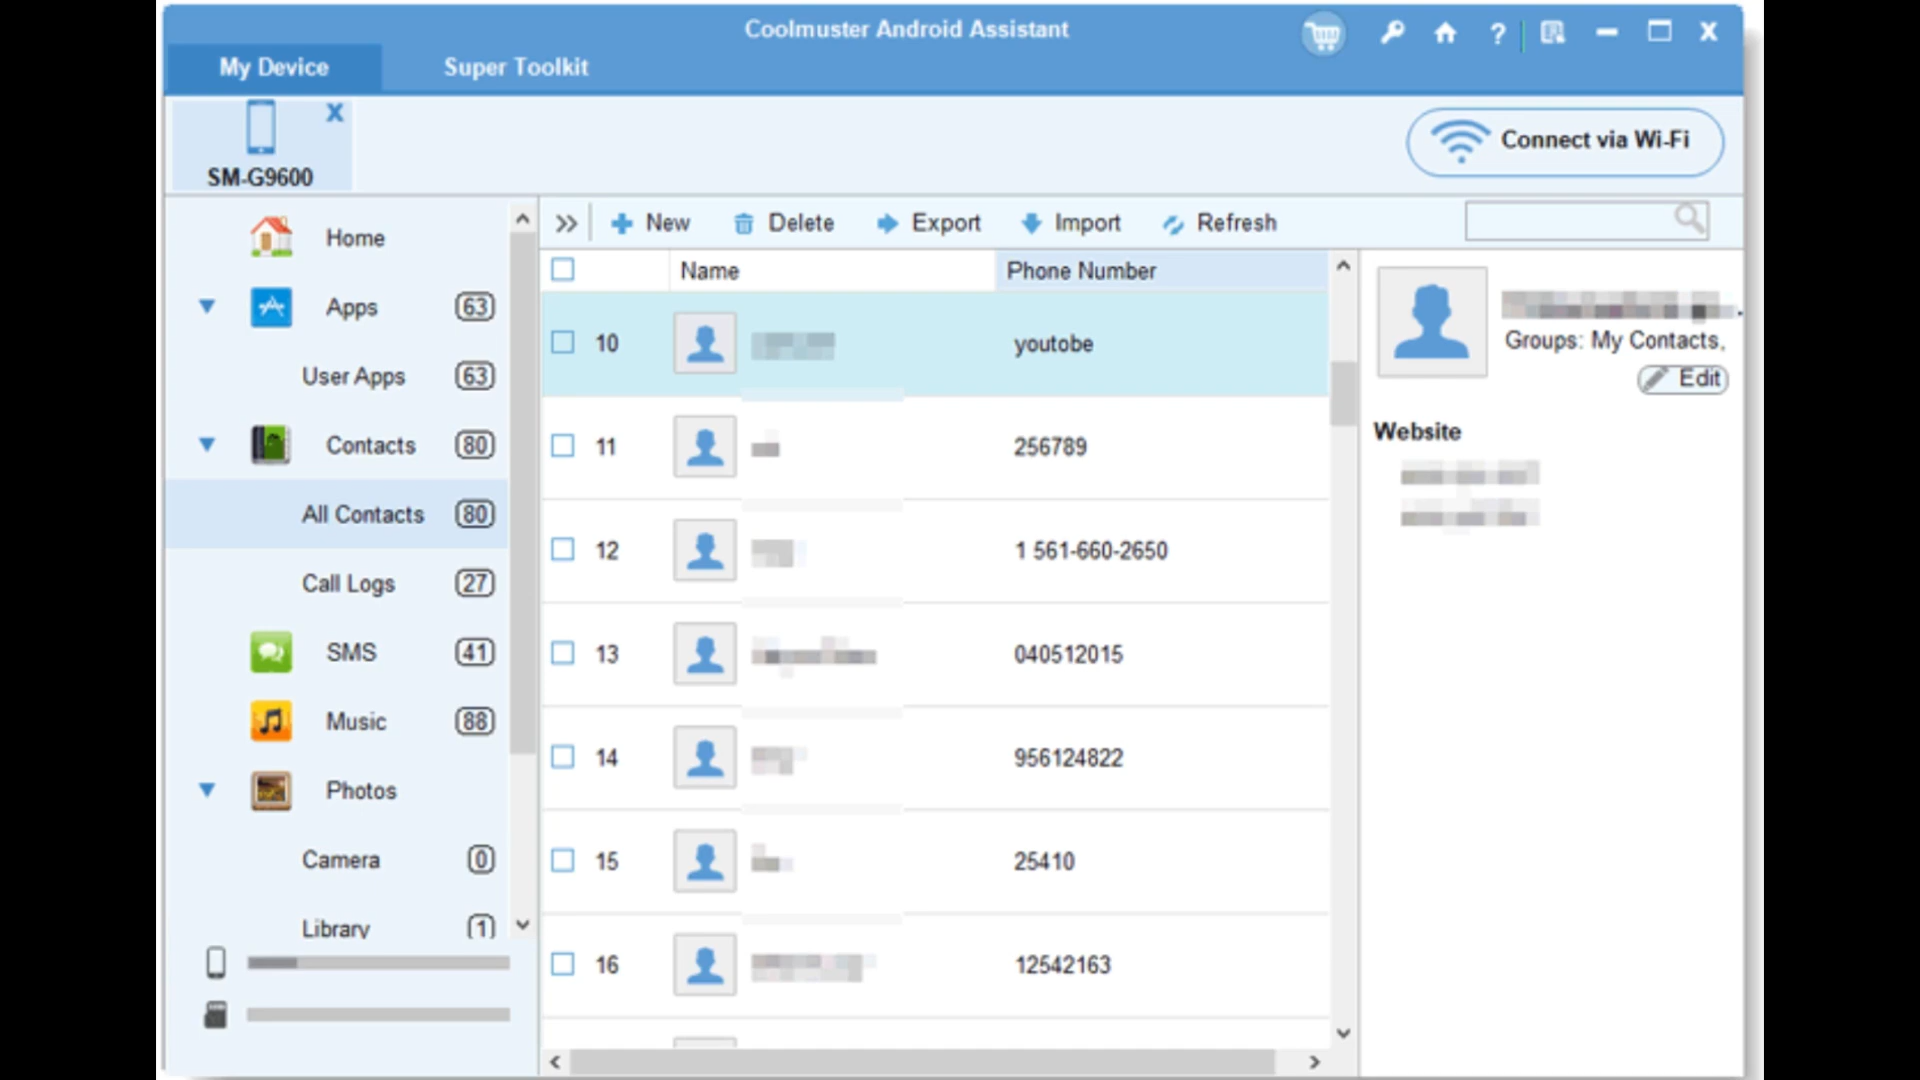 Coolmuster Android Assistant
?
My Device
Super Toolkit
X
SM-G9600
Connect via Wi-Fi
New
Delete
Export
Import
Refresh
Home
Apps 63
User Apps 63
Contacts 80
All Contacts 80
Call Logs 27
SMS 41
Music 88
Photos
Camera 0
Library 1
Name Phone Number
10 youtobe
11 256789
12 1 561-660-2650
13 040512015
14 956124822
15 25410
16 12542163
Groups: My Contacts,
Edit
Website